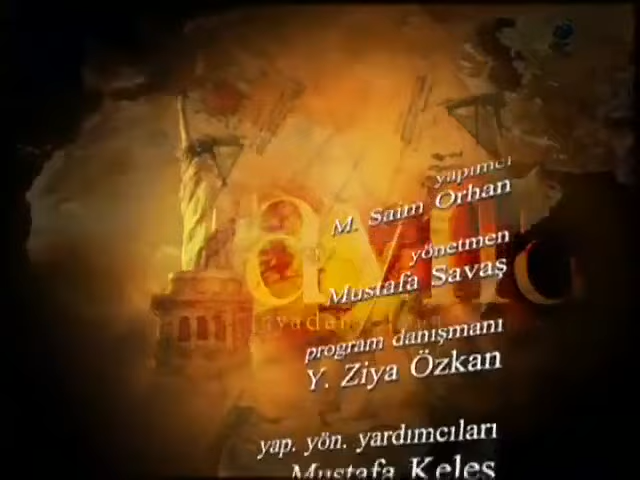 yapımcı
M. Saim Orhan
yönetmen
Mustafa Savaş
program danışmanı
Y. Ziya Özkan
yap. yön. yardımcıları
Mustafa Keleş